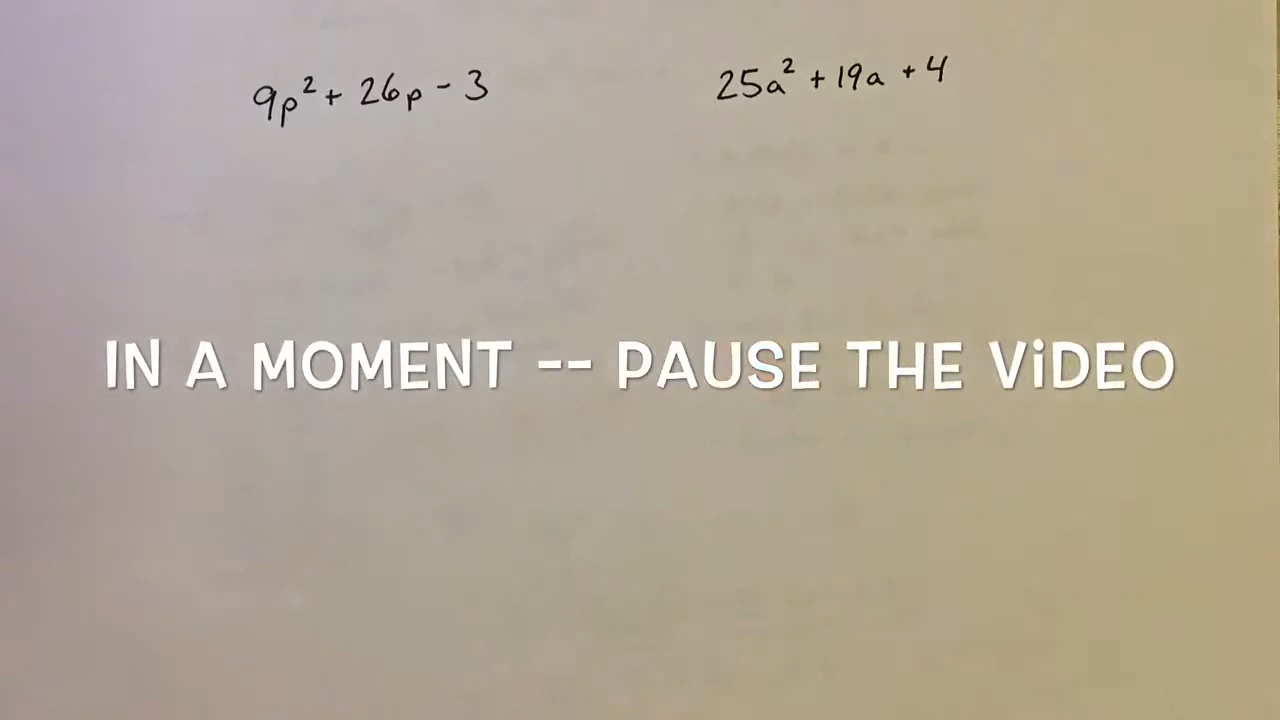 9p² + 26p - 3
25a² + 19a + 4
IN A MOMENT -- PAUSE THE ViDEO